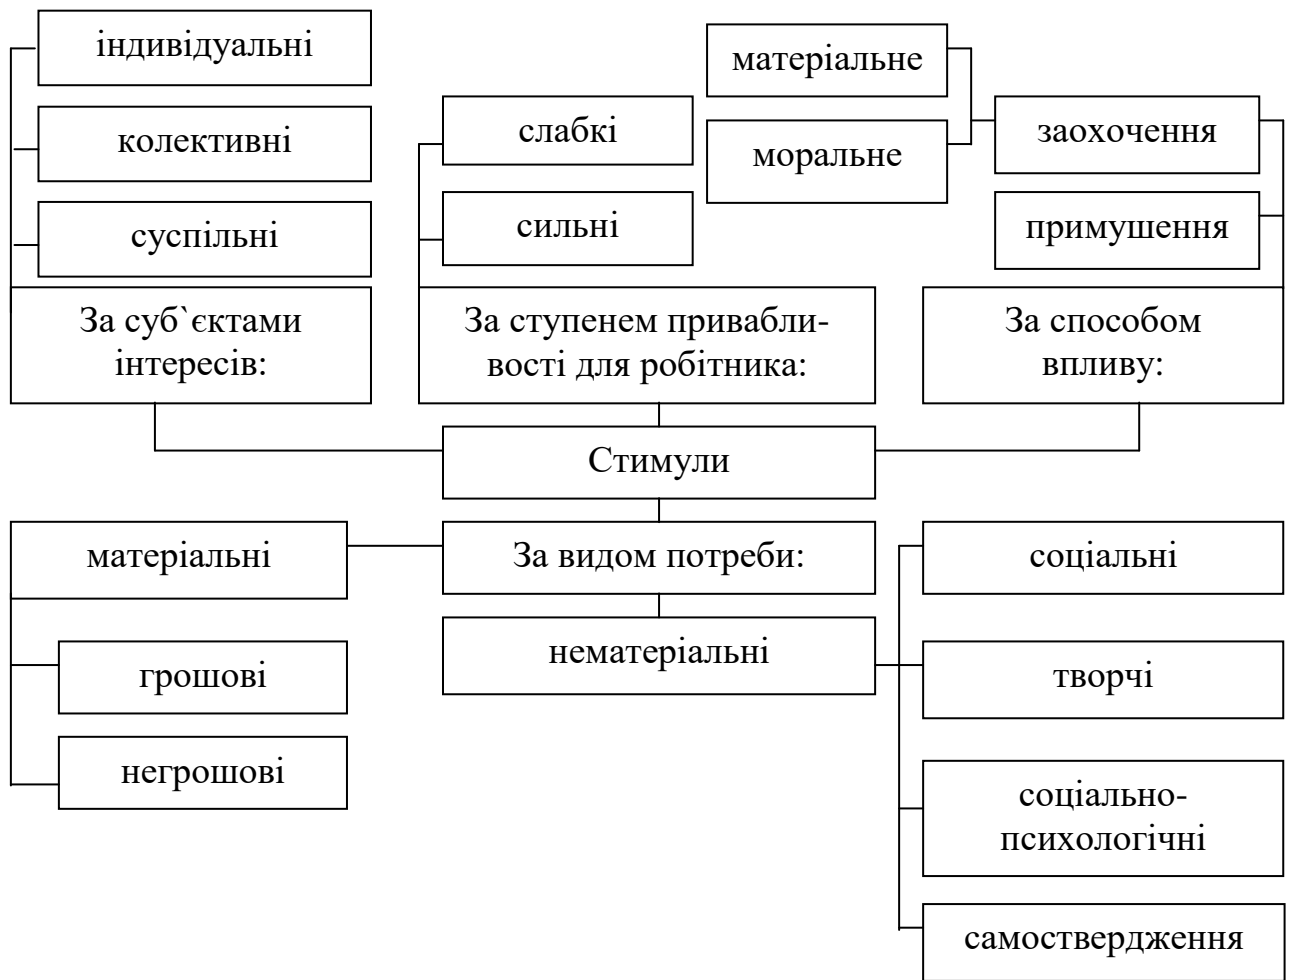 індивідуальні
колективні
суспільні
За суб`єктами
інтересів:
слабкі
сильні
За ступенем привабли-
вості для робітника:
матеріальне
моральне
заохочення
примушення
За способом
впливу:
Стимули
За видом потреби:
матеріальні
грошові
негрошові
нематеріальні
соціальні
творчі
соціально-
психологічні
самоствердження